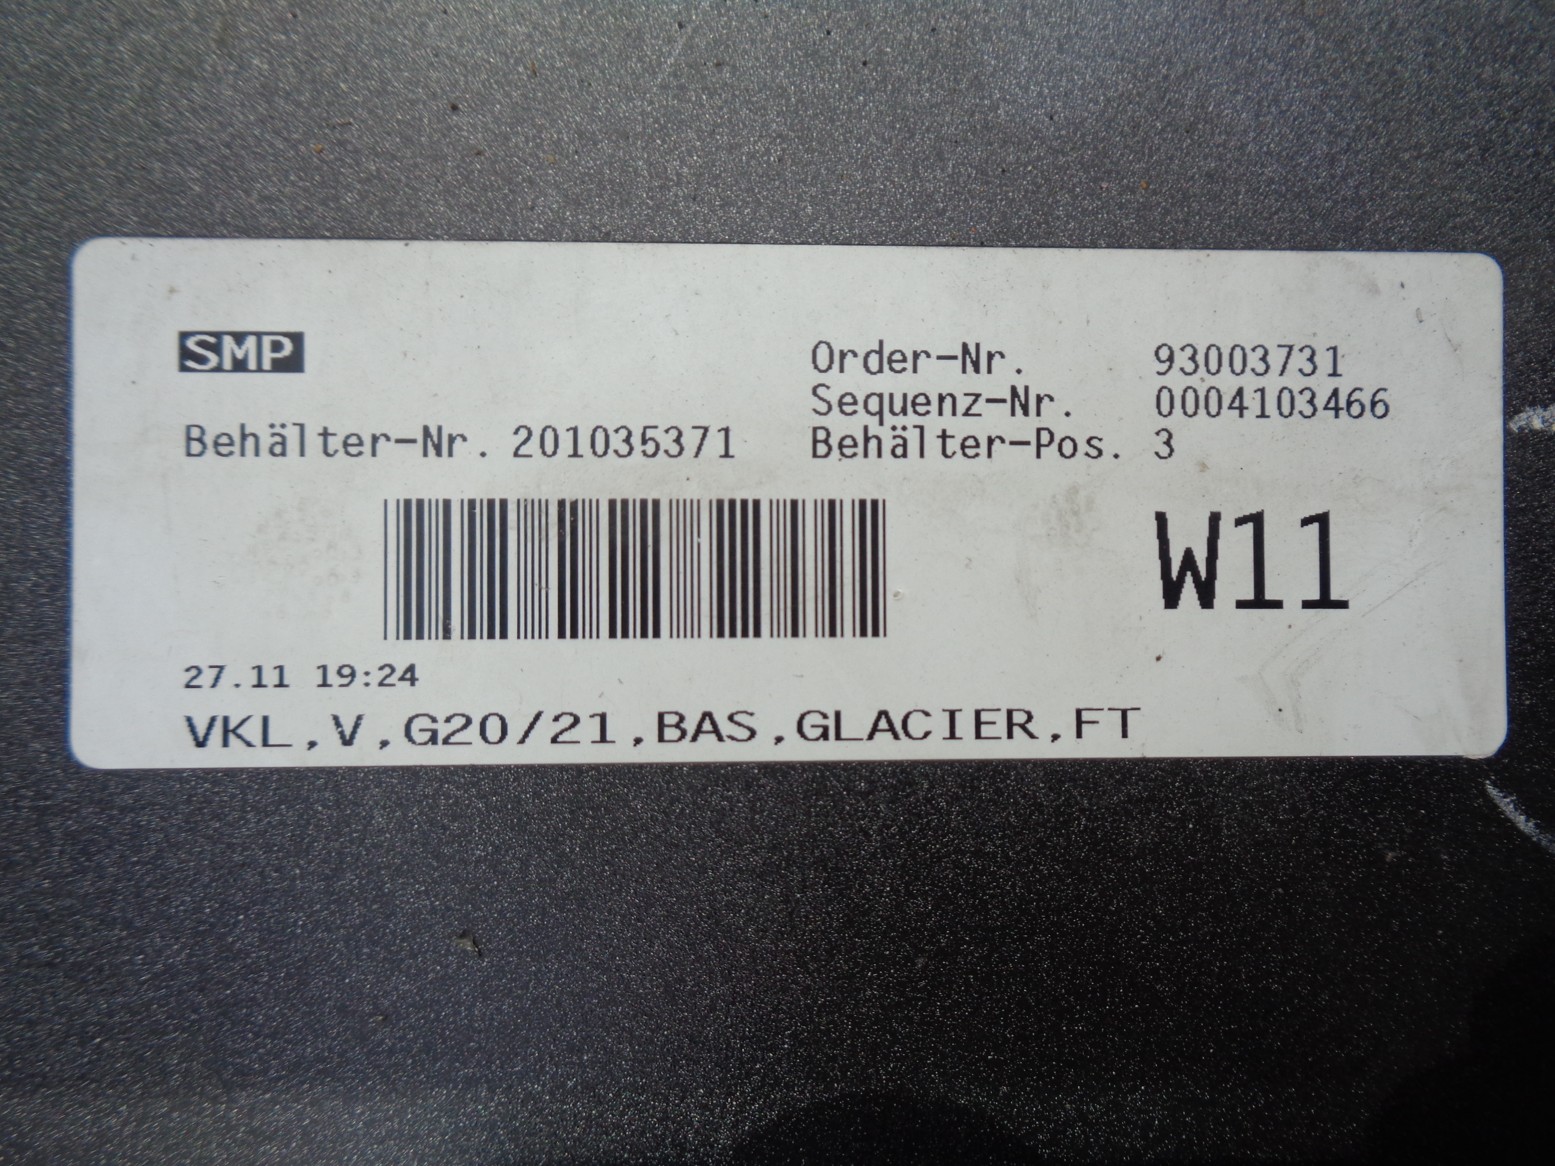 SMP
Order-Nr. 93003731
Sequenz-Nr. 0004103466
Behälter-Nr. 201035371 Behälter-Pos. 3
W11
27.11 19:24
VKL,V,G20/21,BAS,GLACIER,FT